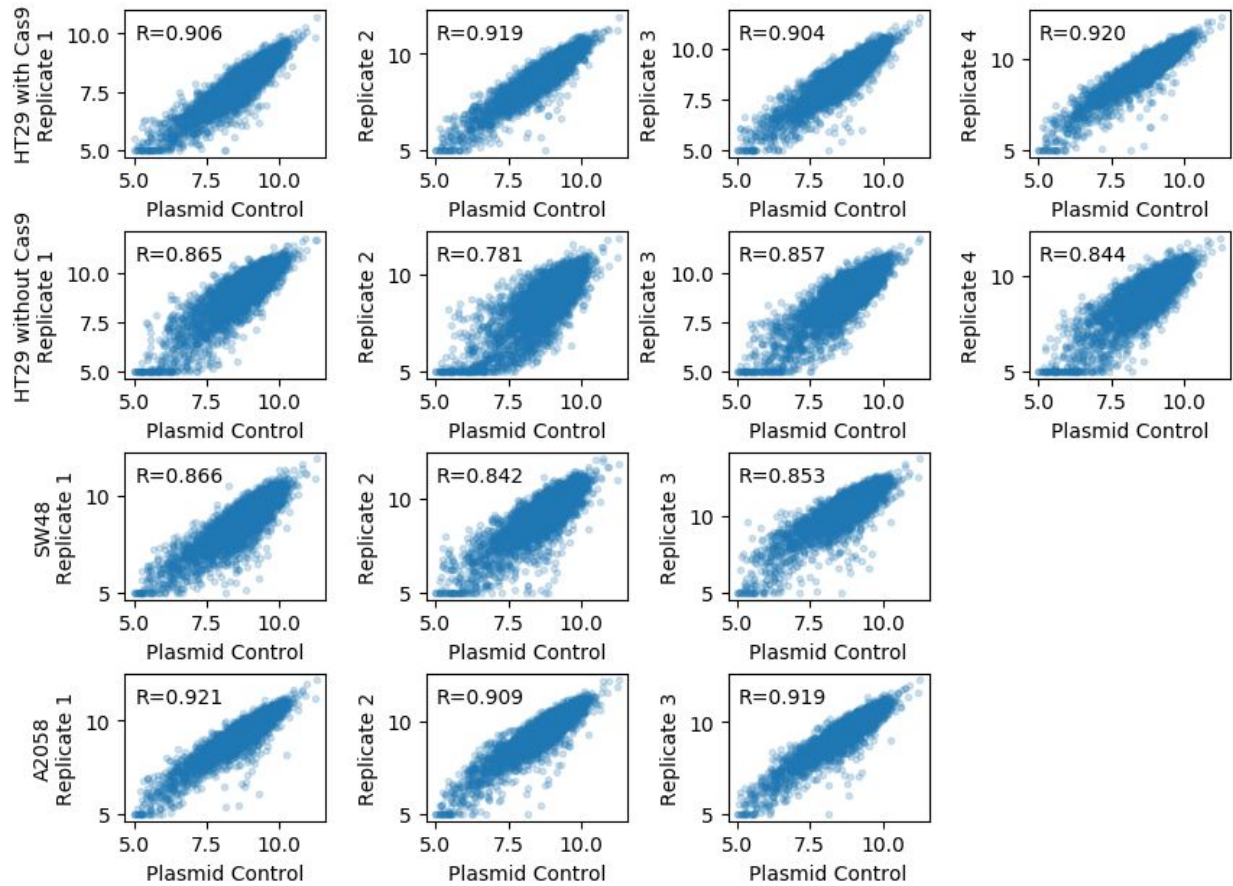 HT29 with Cas9
Replicate 1
10.0
7.5
5.0
R=0.906
5.0 7.5 10.0
Plasmid Control
Replicate 2
10
5
R=0.919
5.0 7.5 10.0
Plasmid Control
Replicate 3
10
5
R=0.904
5.0 7.5 10.0
Plasmid Control
Replicate 4
10
5
R=0.920
5.0 7.5 10.0
Plasmid Control
HT29 without Cas9
Replicate 1
10.0
7.5
5.0
R=0.865
5.0 7.5 10.0
Plasmid Control
Replicate 2
10
5
R=0.781
5.0 7.5 10.0
Plasmid Control
Replicate 3
10.0
7.5
5.0
R=0.857
5.0 7.5 10.0
Plasmid Control
Replicate 4
10
5
R=0.844
5.0 7.5 10.0
Plasmid Control
SW48
Replicate 1
10
5
R=0.866
5.0 7.5 10.0
Plasmid Control
Replicate 2
10
5
R=0.842
5.0 7.5 10.0
Plasmid Control
Replicate 3
10
5
R=0.853
5.0 7.5 10.0
Plasmid Control
A2058
Replicate 1
10
5
R=0.921
5.0 7.5 10.0
Plasmid Control
Replicate 2
10
5
R=0.909
5.0 7.5 10.0
Plasmid Control
Replicate 3
10
5
R=0.919
5.0 7.5 10.0
Plasmid Control